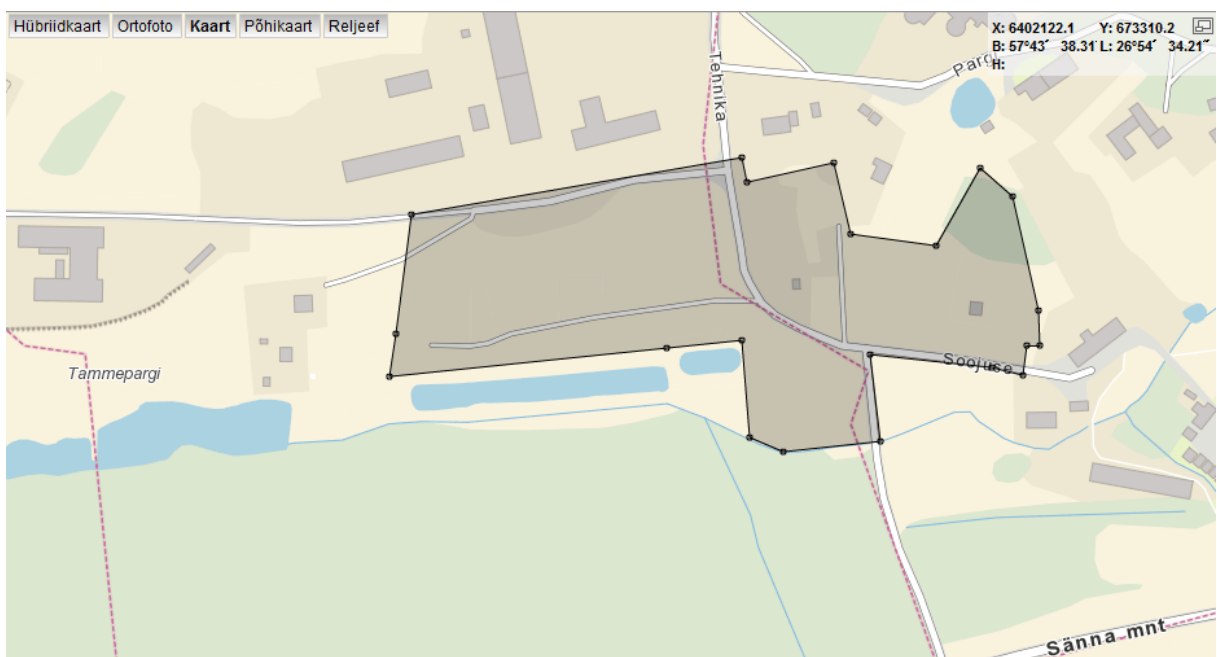 Hübriidkaart Ortofoto Kaart Põhikaart Reljeef
X: 6402122.1 Y: 673310.2
B: 57°43´ 38.31˝ L: 26°54´ 34.21˝
H:
Pargi
Tehnika
Soojuse
Tammepargi
Sänna mnt